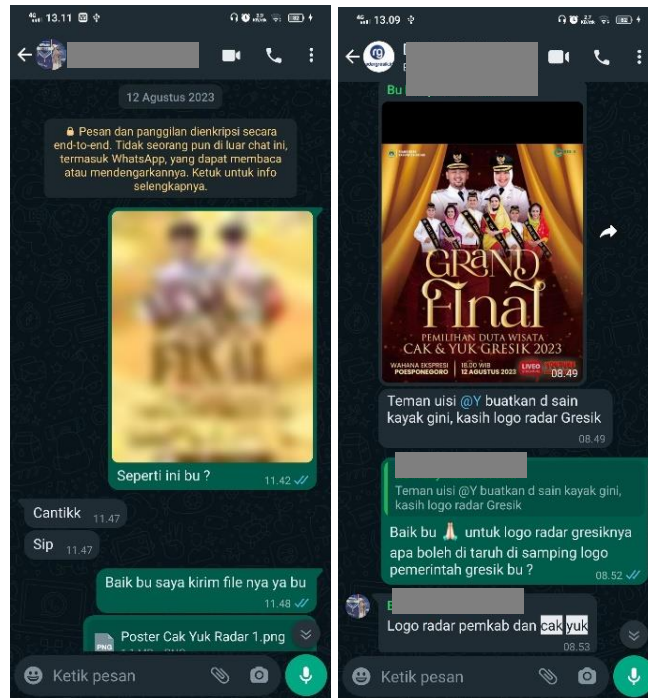 13.11
12 Agustus 2023
Pesan dan panggilan dienkripsi secara
end-to-end. Tidak seorang pun di luar chat ini,
termasuk WhatsApp, yang dapat membaca
atau mendengarkannya. Ketuk untuk info
selengkapnya.
FINAL
Seperti ini bu ?
11.42
Cantikk
11.47
Sip
11.47
Baik bu saya kirim file nya ya bu
11.48
PNG
Poster Cak Yuk Radar 1.png
Ketik pesan
13.09
rg
Bu
GRAND
Final
PEMILIHAN DUTA WISATA
CAK & YUK GRESIK 2023
WAHANA EKSPRESI
POESPONEGORO
18.00 WIB
12 AGUSTUS 2023
LIVE
08.49
Teman uisi @Y buatkan d sain
kayak gini, kasih logo radar Gresik
08.49
Teman uisi @Y buatkan d sain kayak gini,
kasih logo radar Gresik
Baik bu 🙏🏻 untuk logo radar gresiknya
apa boleh di taruh di samping logo
pemerintah gresik bu ?
08.52
Logo radar pemkab dan cak yuk
08.53
Ketik pesan